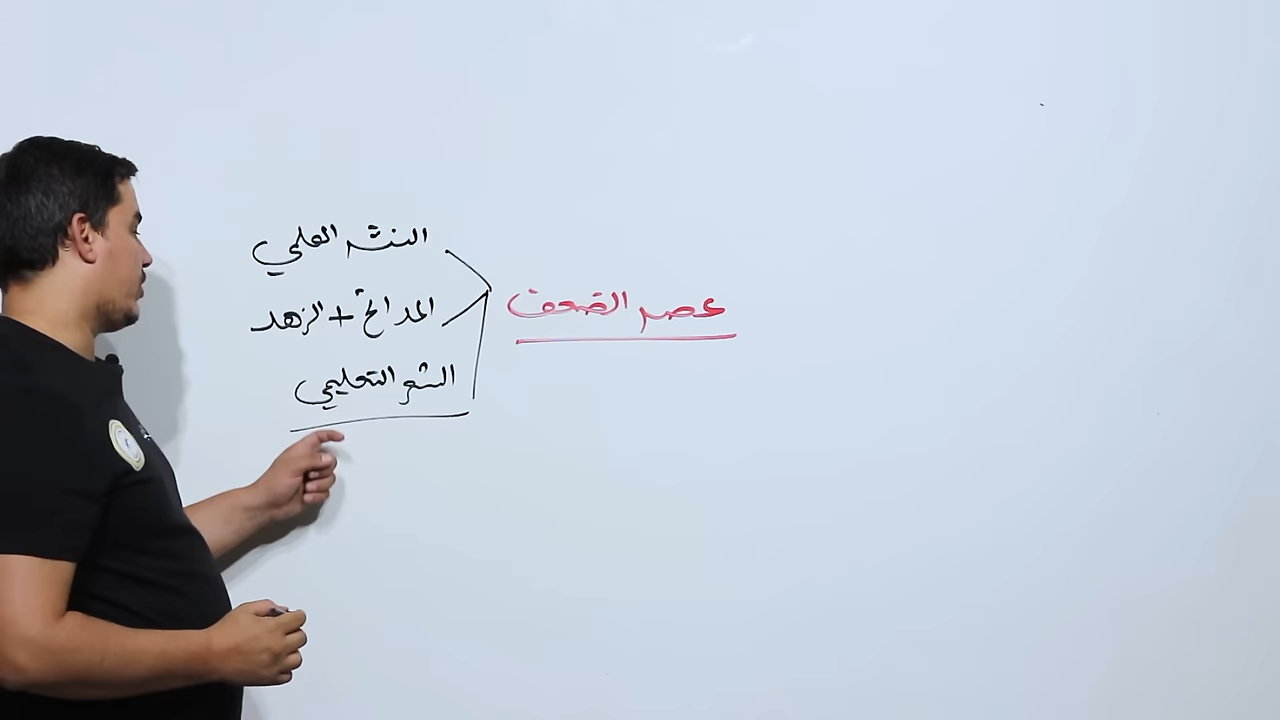 عصر الضعف
النثر العلمي
المدائح + الزهد
الشعر التعليمي